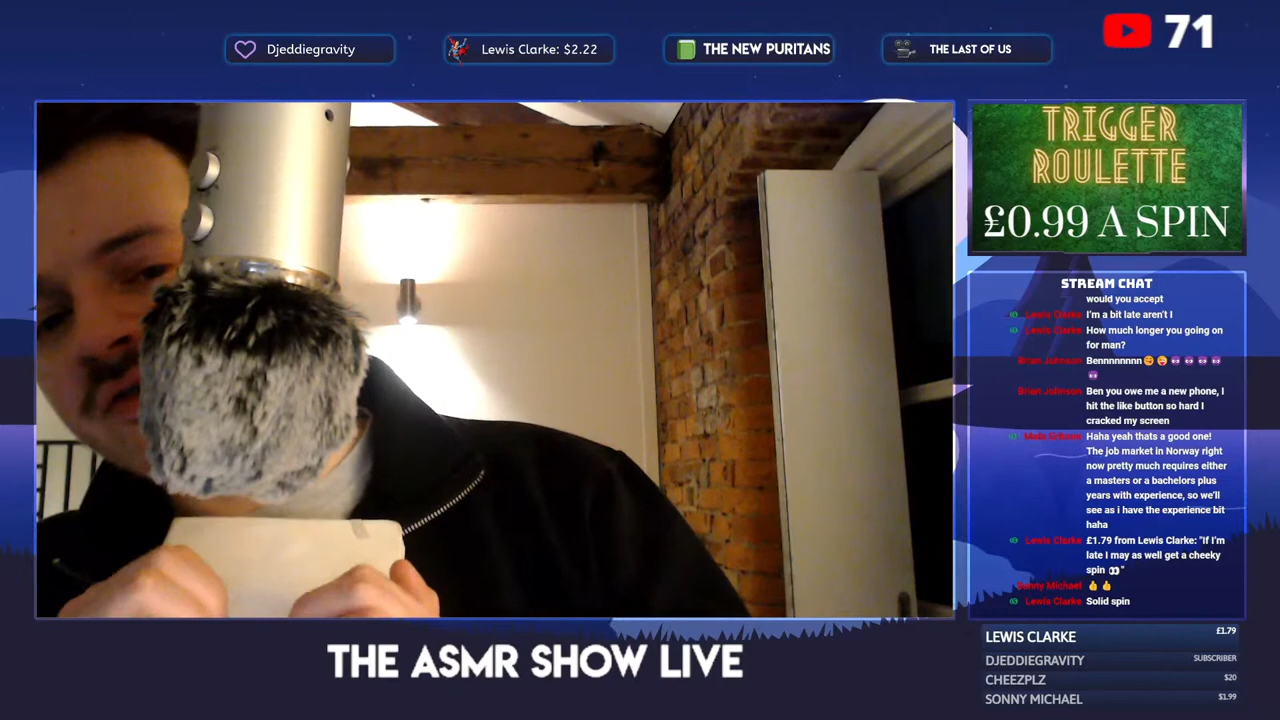 Djeddiegravity
Lewis Clarke: $2.22
THE NEW PURITANS
THE LAST OF US
71
TRIGGER
ROULETTE
£0.99 A SPIN
STREAM CHAT
would you accept
Lewis Clarke I'm a bit late aren't I
Lewis Clarke How much longer you going on
for man?
Brian Johnson Bennnnnnnn
Brian Johnson Ben you owe me a new phone, I
hit the like button so hard I
cracked my screen
Haha yeah thats a good one!
The job market in Norway right
now pretty much requires either
a masters or a bachelors plus
years with experience, so we'll
see as i have the experience bit
haha
Lewis Clarke £1.79 from Lewis Clarke: "If I'm
late I may as well get a cheeky
spin 👀"
Sonny Michael 👍👍
Lewis Clarke Solid spin
THE ASMR SHOW LIVE
LEWIS CLARKE £1.79
DJEDDIEGRAVITY SUBSCRIBER
CHEEZPLZ $20
SONNY MICHAEL $1.99